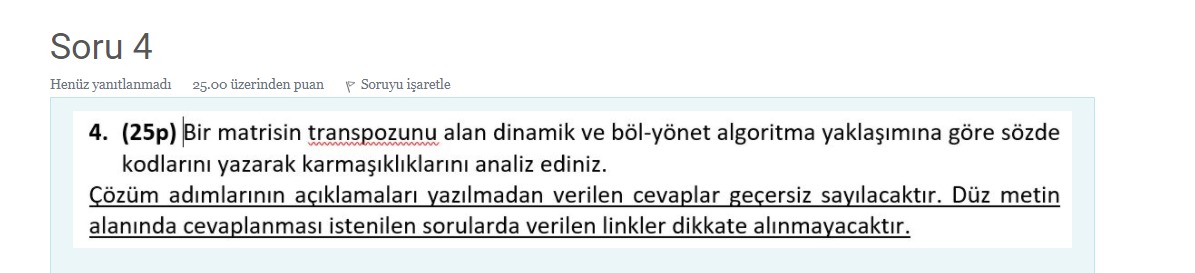 Soru 4
Henüz yanıtlanmadı 25.00 üzerinden puan Soruyu işaretle
4. (25p) Bir matrisin transpozunu alan dinamik ve böl-yönet algoritma yaklaşımına göre sözde
kodlarını yazarak karmaşıklıklarını analiz ediniz.
Çözüm adımlarının açıklamaları yazılmadan verilen cevaplar geçersiz sayılacaktır. Düz metin
alanında cevaplanması istenilen sorularda verilen linkler dikkate alınmayacaktır.